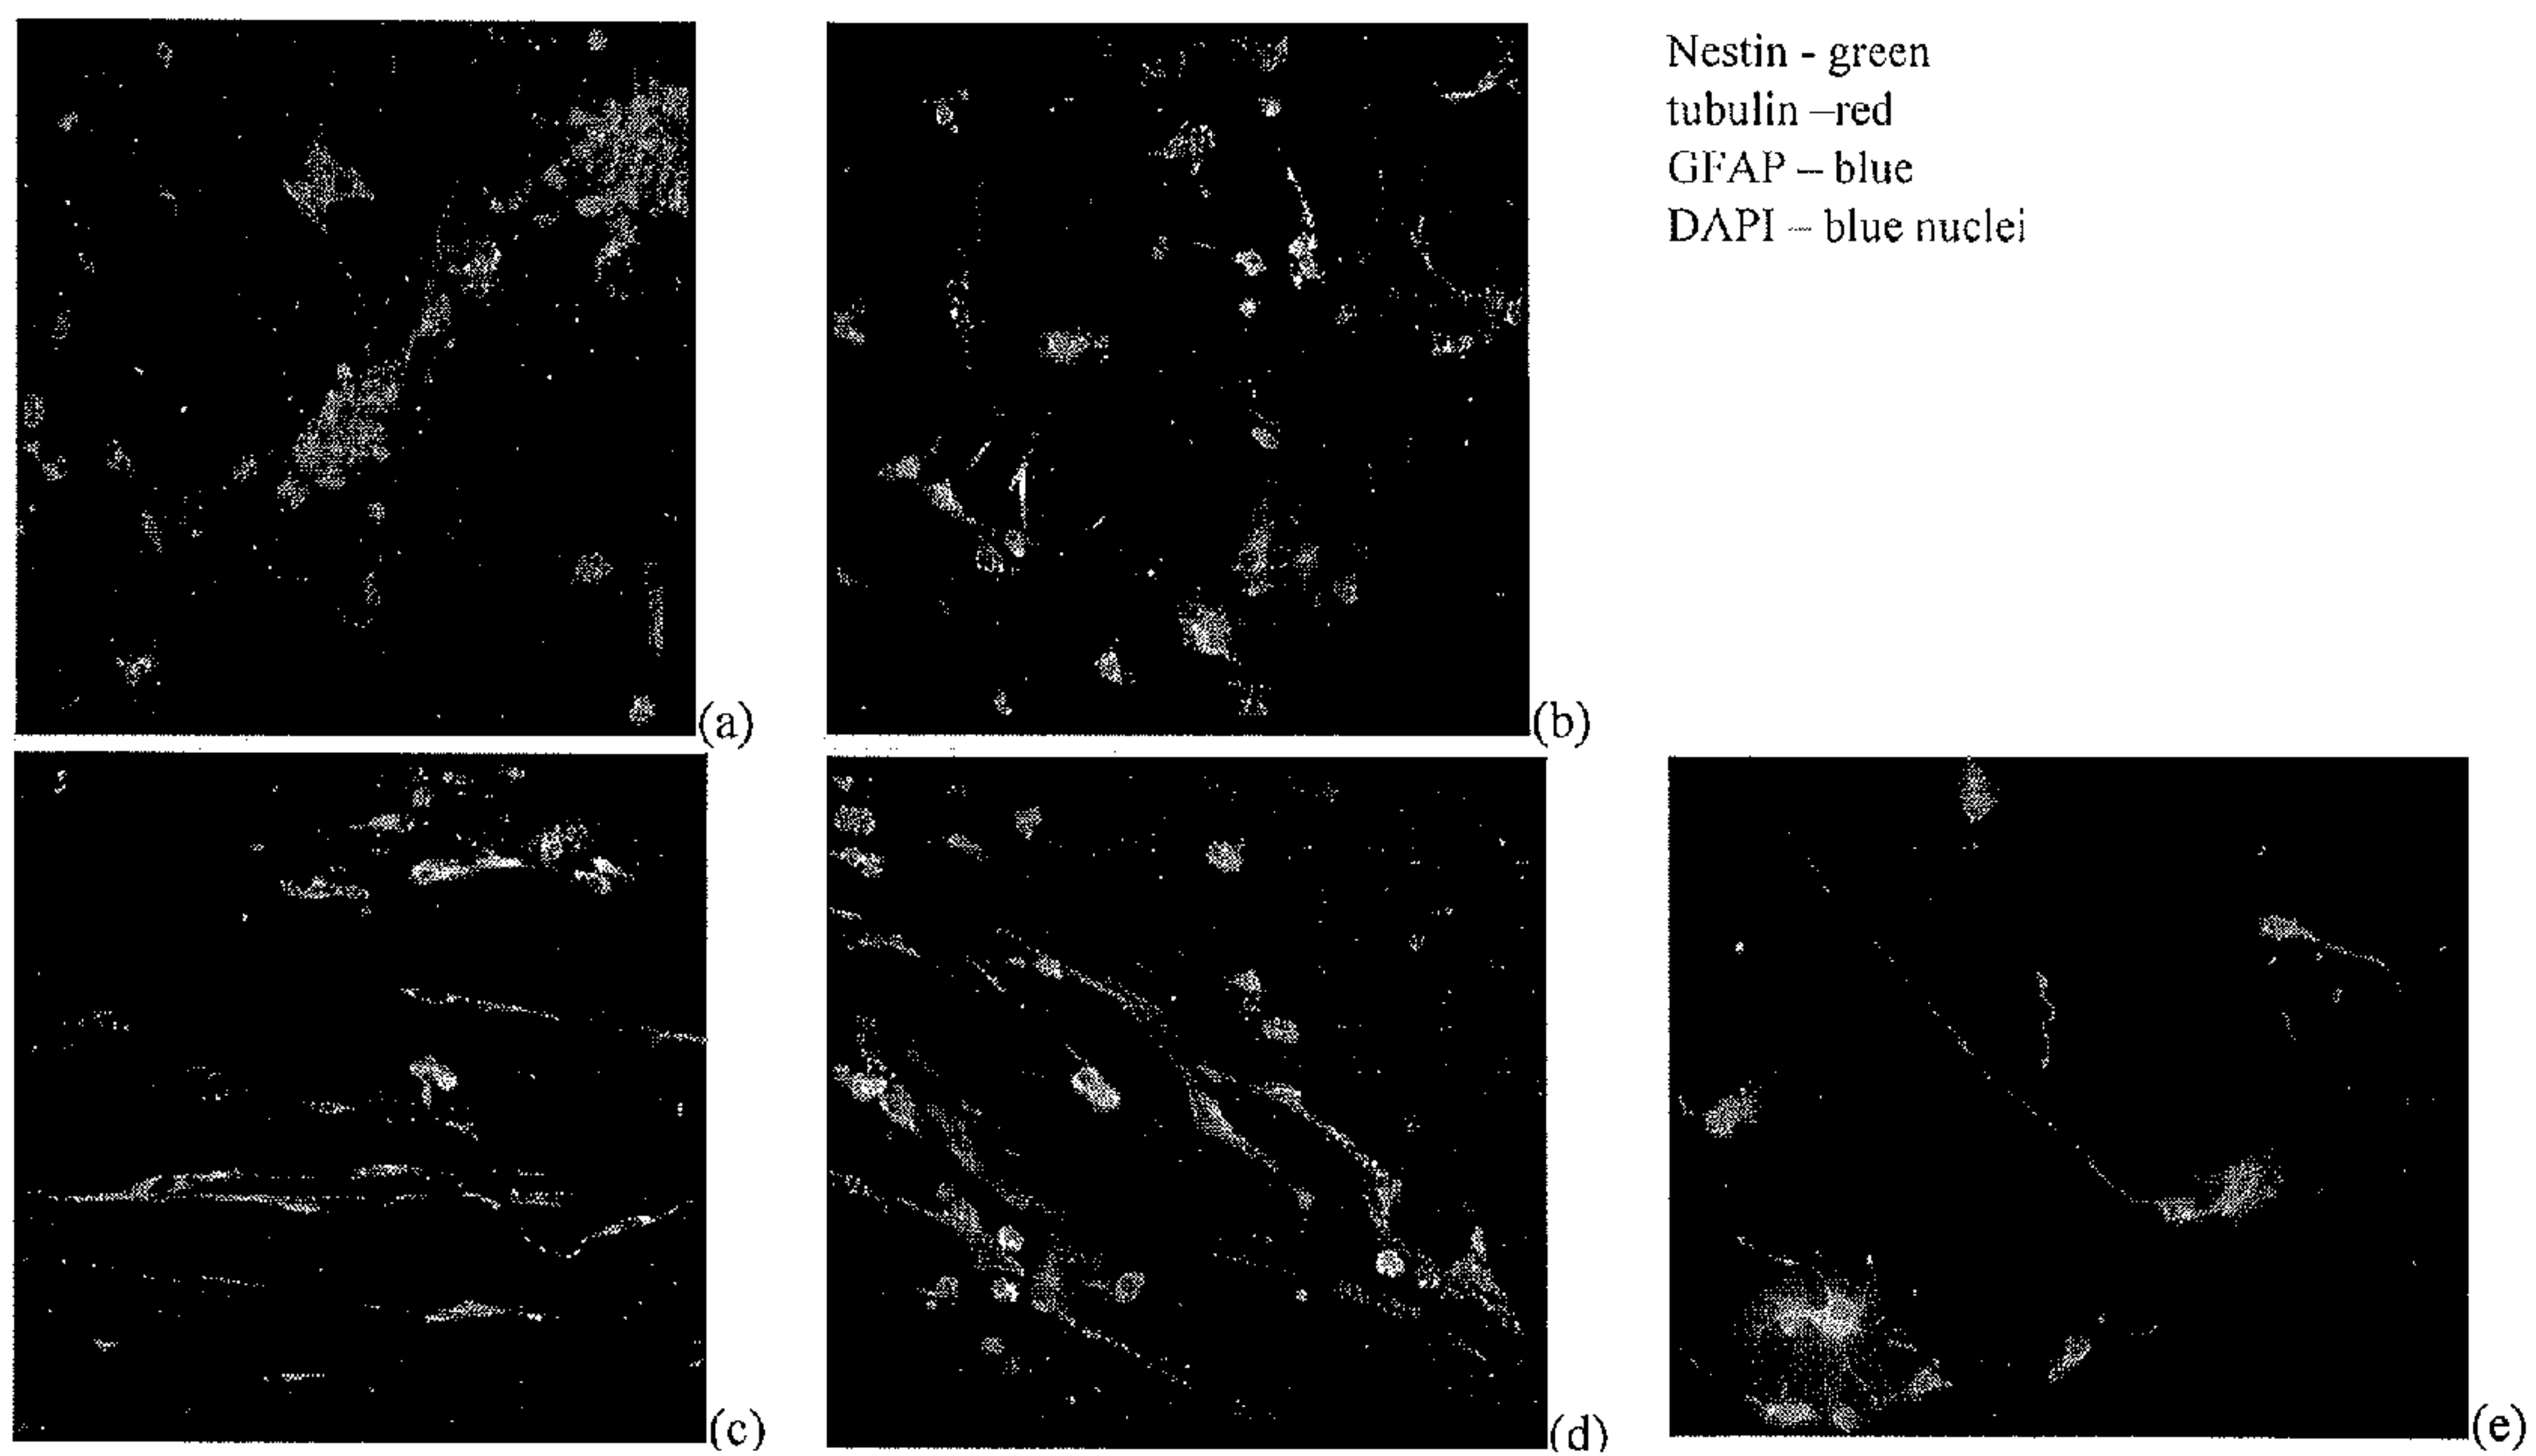 Nestin - green
tubulin –red
GFAP – blue
DAPI – blue nuclei
(a)
(b)
(c)
(d)
(e)